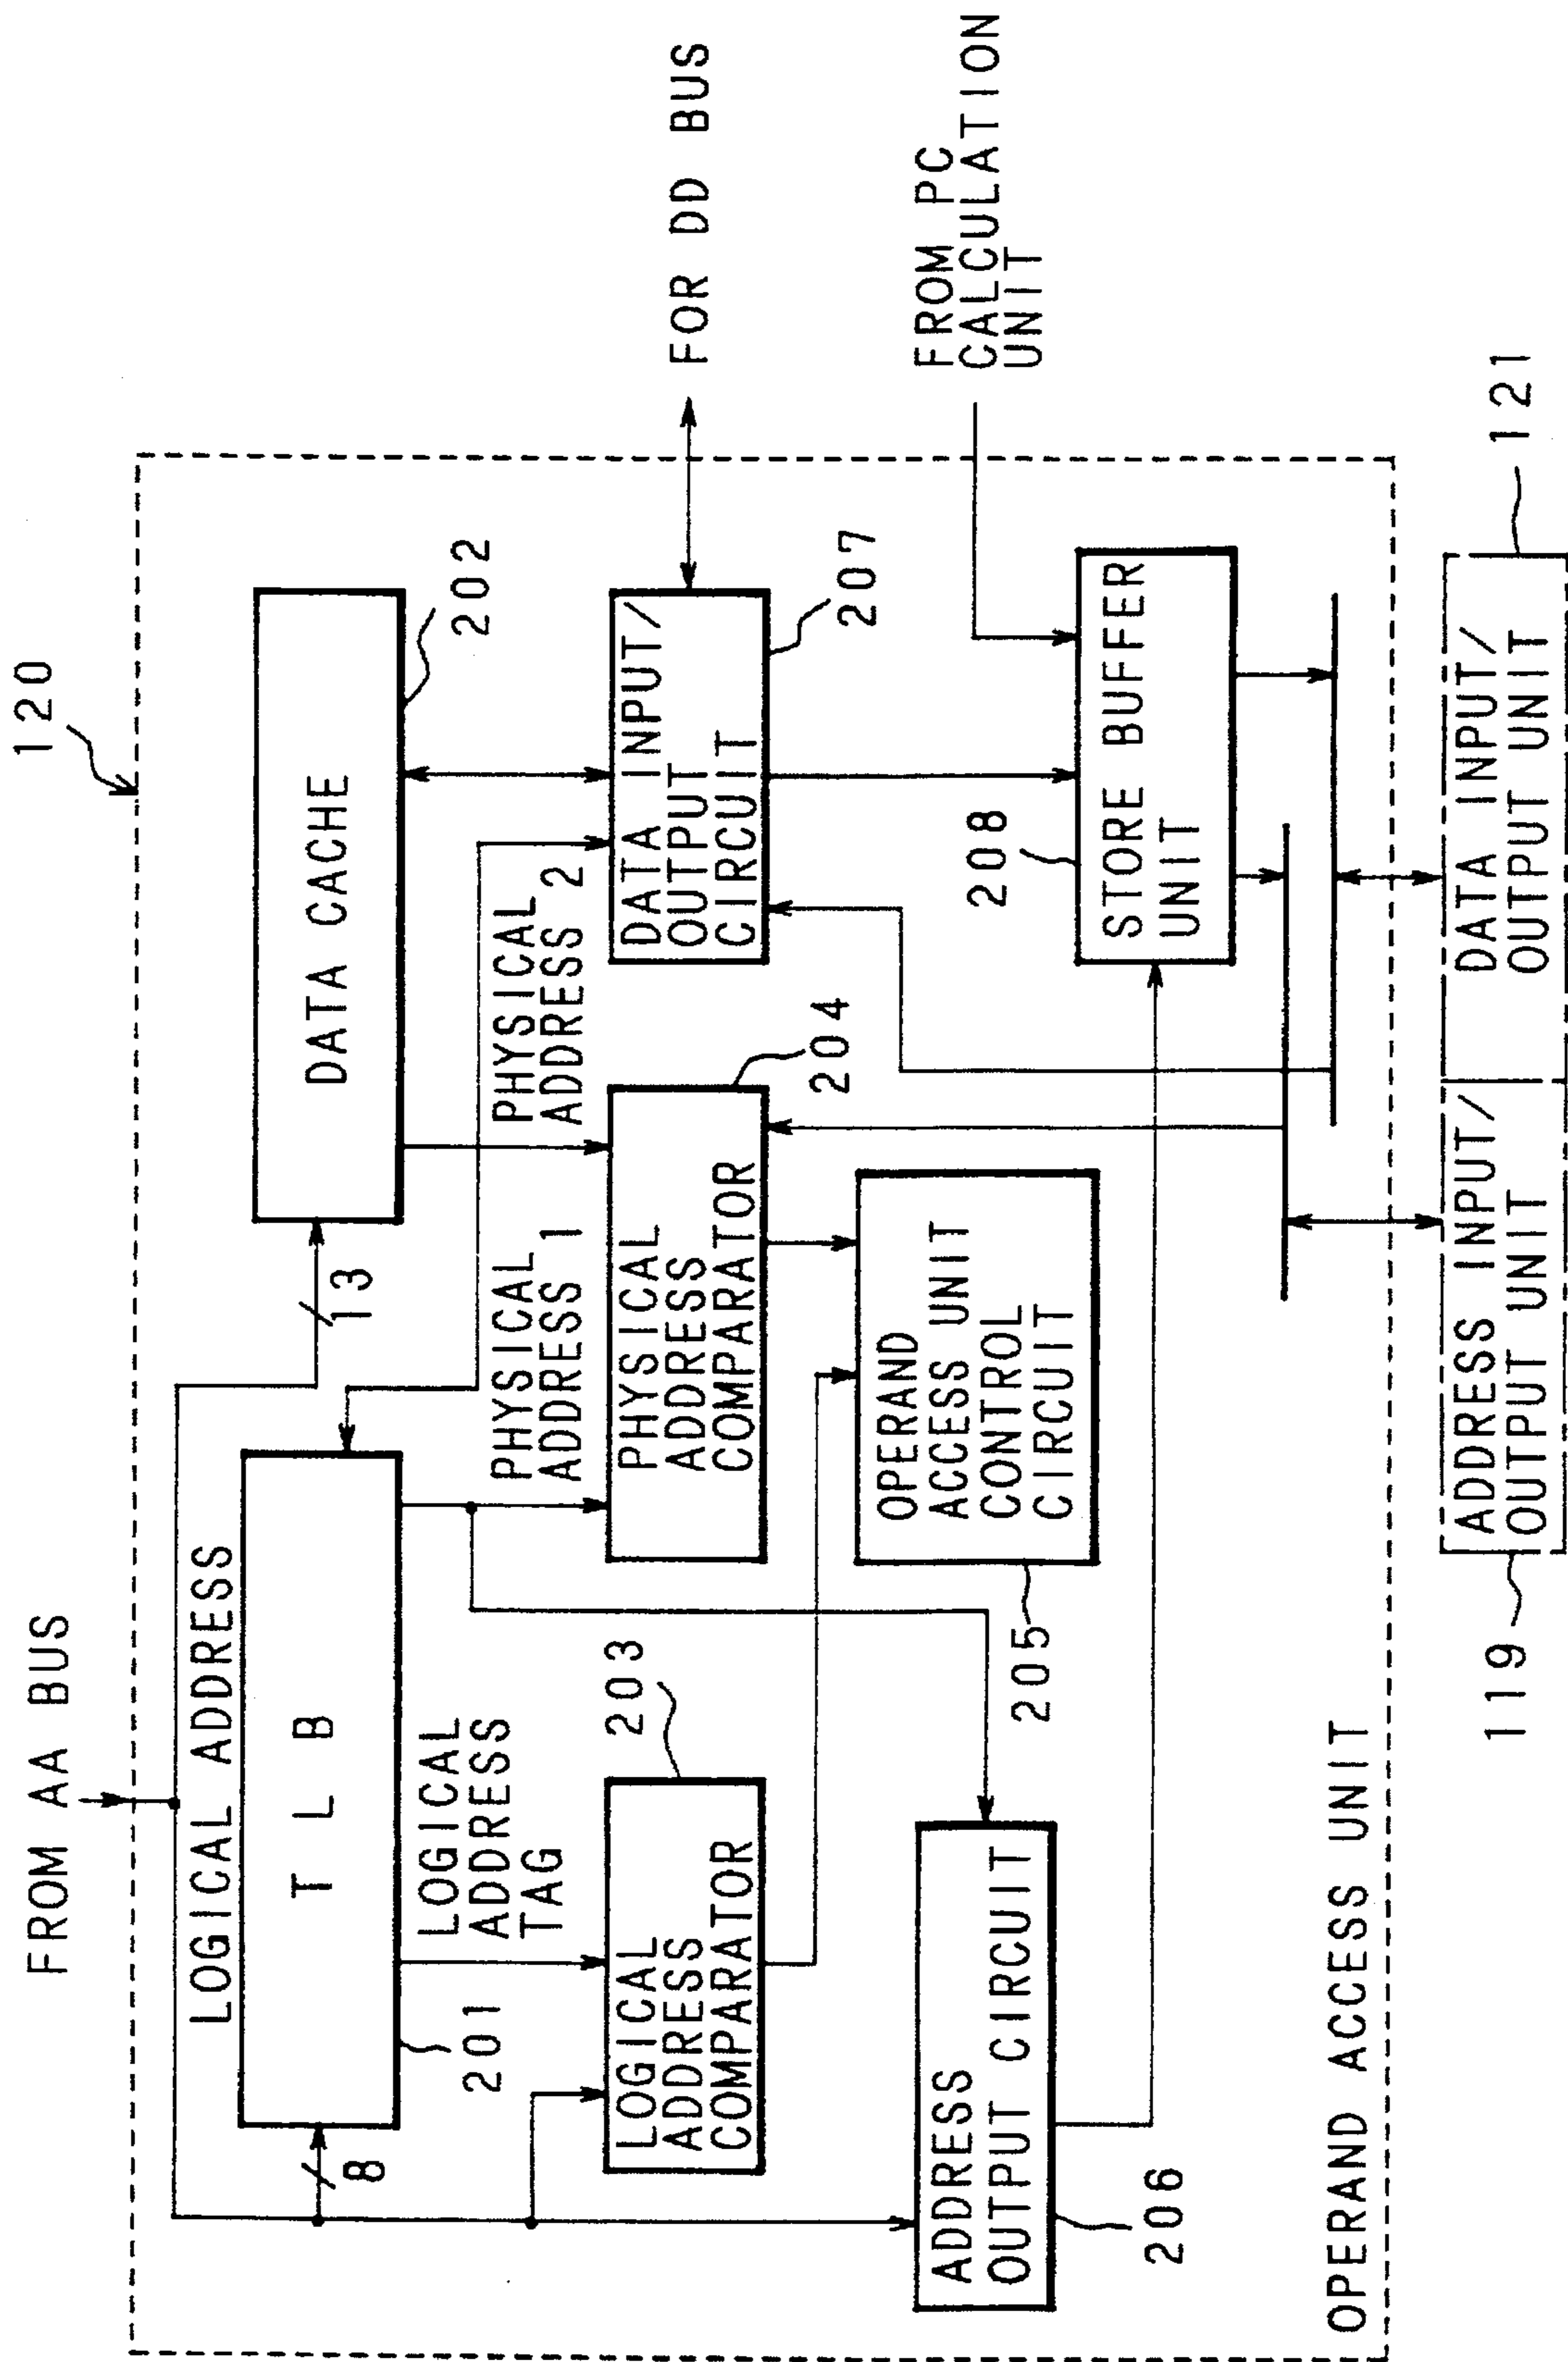 FROM AA BUS
120
LOGICAL ADDRESS
TLB
201
8
DATA CACHE
13
202
LOGICAL
ADDRESS
TAG
PHYSICAL
ADDRESS 1
PHYSICAL
ADDRESS 2
203
LOGICAL
ADDRESS
COMPARATOR
PHYSICAL
ADDRESS
COMPARATOR
204
DATA INPUT/
OUTPUT
CIRCUIT
207
FOR DD BUS
OPERAND
ACCESS UNIT
CONTROL
CIRCUIT
205
ADDRESS
OUTPUT CIRCUIT
206
208
STORE BUFFER
UNIT
FROM PC
CALCULATION
UNIT
OPERAND ACCESS UNIT
119
ADDRESS INPUT/
OUTPUT UNIT
DATA INPUT/
OUTPUT UNIT
121